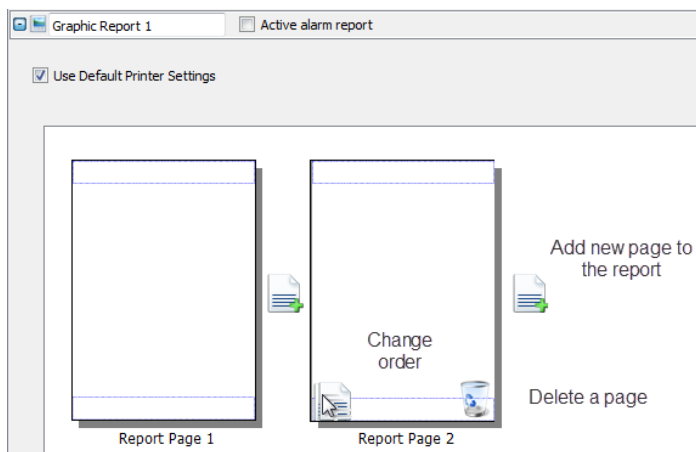 Graphic Report 1
Active alarm report
Use Default Printer Settings
Add new page to
the report
Change
order
Delete a page
Report Page 1
Report Page 2